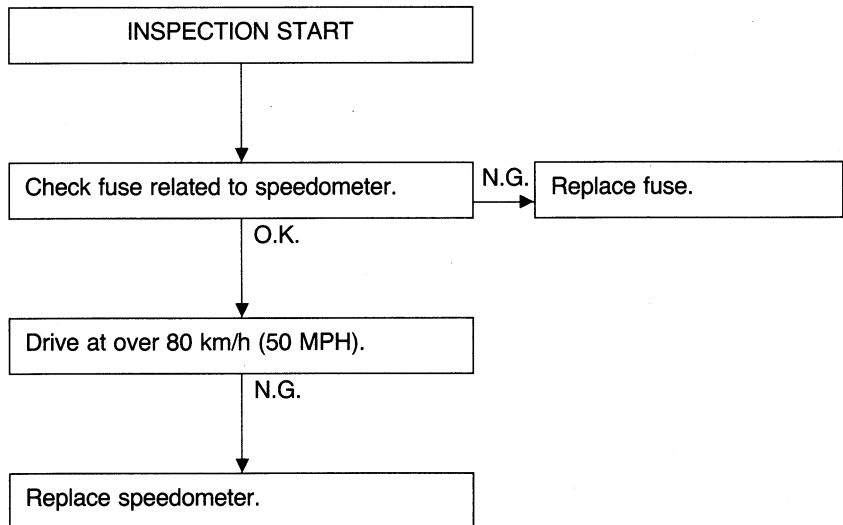 INSPECTION START
Check fuse related to speedometer.
N.G.
Replace fuse.
O.K.
Drive at over 80 km/h (50 MPH).
N.G.
Replace speedometer.